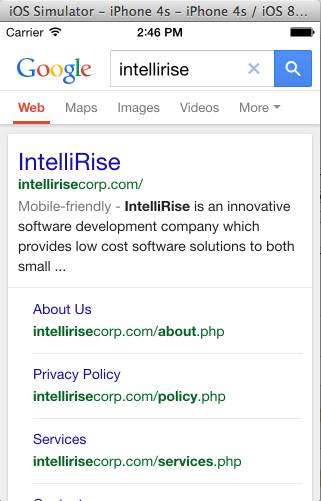 iOS Simulator - iPhone 4s - iPhone 4s / iOS 8...
Carrier 2:46 PM
Google intellirise ×
Web Maps Images Videos More
IntelliRise
intellirisecorp.com/
Mobile-friendly - IntelliRise is an innovative
software development company which
provides low cost software solutions to both
small ...
About Us
intellirisecorp.com/about.php
Privacy Policy
intellirisecorp.com/policy.php
Services
intellirisecorp.com/services.php